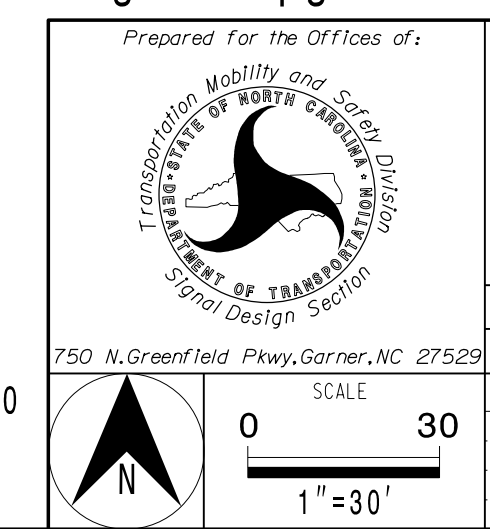 Prepared for the Offices of:
Transportation Mobility and Safety Division
STATE OF NORTH CAROLINA
DEPARTMENT OF TRANSPORTATION
Signal Design Section
750 N.Greenfield Pkwy,Garner,NC 27529
0
N
SCALE
0 30
1"=30'